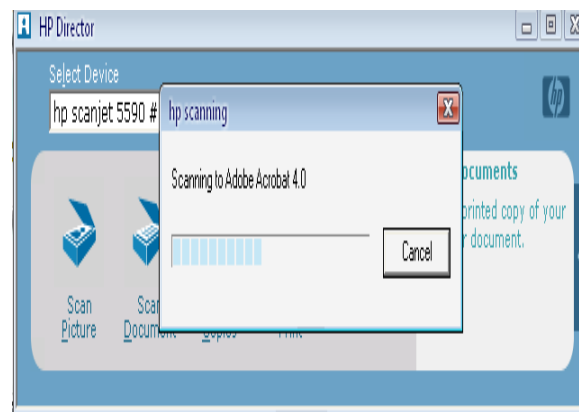 HP Director
Select Device
hp scanjet 5590 #
hp scanning
Scanning to Adobe Acrobat 4.0
Cancel
ocuments
printed copy of your
r document.
Scan
Picture
Scan
Document
Copies
Print
hp